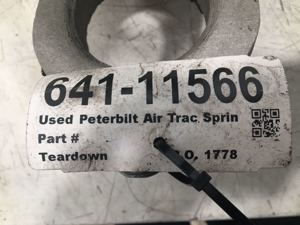 641-11566
Used Peterbilt Air Trac Sprin
Part #
Teardown O, 1778